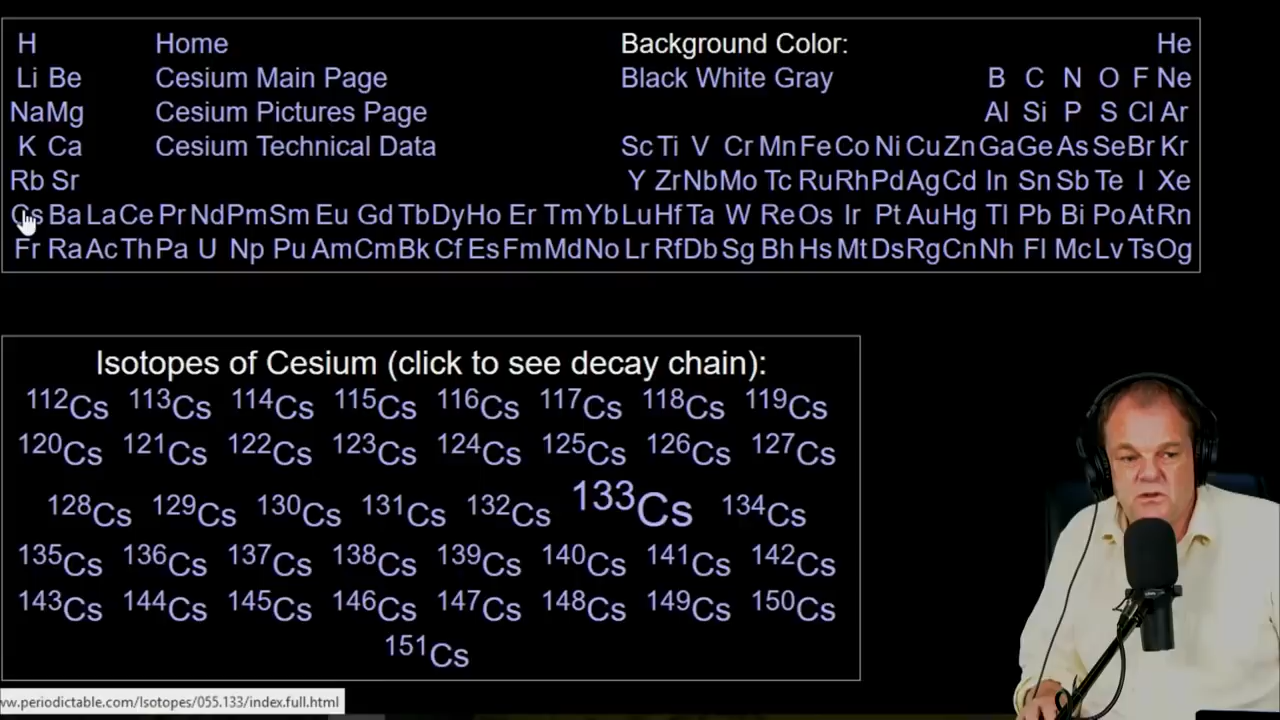 H Home Background Color: He
Li Be Cesium Main Page Black White Gray B C N O F Ne
Na Mg Cesium Pictures Page Al Si P S Cl Ar
K Ca Cesium Technical Data Sc Ti V Cr Mn Fe Co Ni Cu Zn Ga Ge As Se Br Kr
Rb Sr Y Zr Nb Mo Tc Ru Rh Pd Ag Cd In Sn Sb Te I Xe
Cs Ba La Ce Pr Nd Pm Sm Eu Gd Tb Dy Ho Er Tm Yb Lu Hf Ta W Re Os Ir Pt Au Hg Tl Pb Bi Po At Rn
Fr Ra Ac Th Pa U Np Pu Am Cm Bk Cf Es Fm Md No Lr Rf Db Sg Bh Hs Mt Ds Rg Cn Nh Fl Mc Lv Ts Og
Isotopes of Cesium (click to see decay chain):
¹¹²Cs ¹¹³Cs ¹¹⁴Cs ¹¹⁵Cs ¹¹⁶Cs ¹¹⁷Cs ¹¹⁸Cs ¹¹⁹Cs
¹²⁰Cs ¹²¹Cs ¹²²Cs ¹²³Cs ¹²⁴Cs ¹²⁵Cs ¹²⁶Cs ¹²⁷Cs
¹²⁸Cs ¹²⁹Cs ¹³⁰Cs ¹³¹Cs ¹³²Cs ¹³³Cs ¹³⁴Cs
¹³⁵Cs ¹³⁶Cs ¹³⁷Cs ¹³⁸Cs ¹³⁹Cs ¹⁴⁰Cs ¹⁴¹Cs ¹⁴²Cs
¹⁴³Cs ¹⁴⁴Cs ¹⁴⁵Cs ¹⁴⁶Cs ¹⁴⁷Cs ¹⁴⁸Cs ¹⁴⁹Cs ¹⁵⁰Cs
¹⁵¹Cs
ww.periodictable.com/Isotopes/055.133/index.full.html